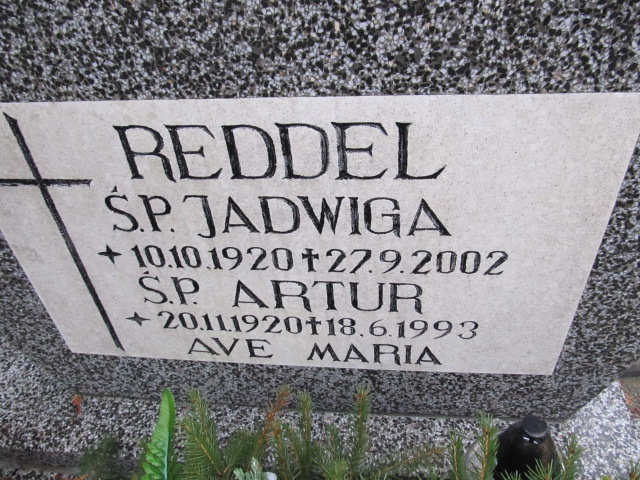 REDDEL
Ś.P. JADWIGA
*10.10.1920 †27.9.2002
Ś.P. ARTUR
*20.11.1920 †18.6.1993
AVE MARIA